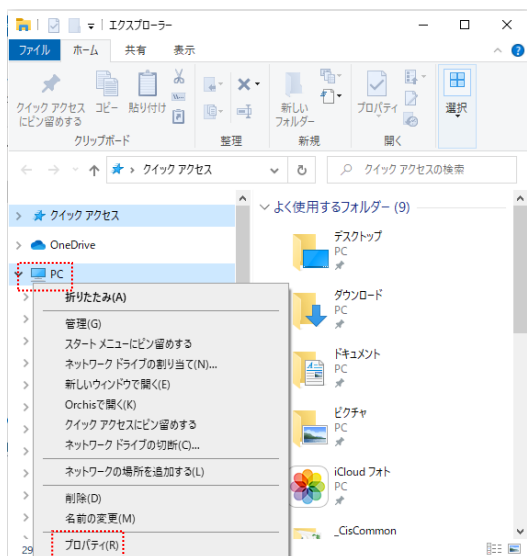 エクスプローラー
ファイル ホーム 共有 表示
クイック アクセス
にピン留めする
コピー
貼り付け
新しい
フォルダー
プロパティ
選択
クリップボード 整理 新規 開く
クイック アクセス
クイック アクセスの検索
クイック アクセス
OneDrive
PC
折りたたみ(A)
管理(G)
スタート メニューにピン留めする
ネットワーク ドライブの割り当て(N)...
新しいウィンドウで開く(E)
Orchisで開く(K)
クイック アクセスにピン留めする
ネットワーク ドライブの切断(C)...
ネットワークの場所を追加する(L)
削除(D)
名前の変更(M)
プロパティ(R)
29
よく使用するフォルダー (9)
デスクトップ
PC
ダウンロード
PC
ドキュメント
PC
ピクチャ
PC
iCloud フォト
PC
_CisCommon